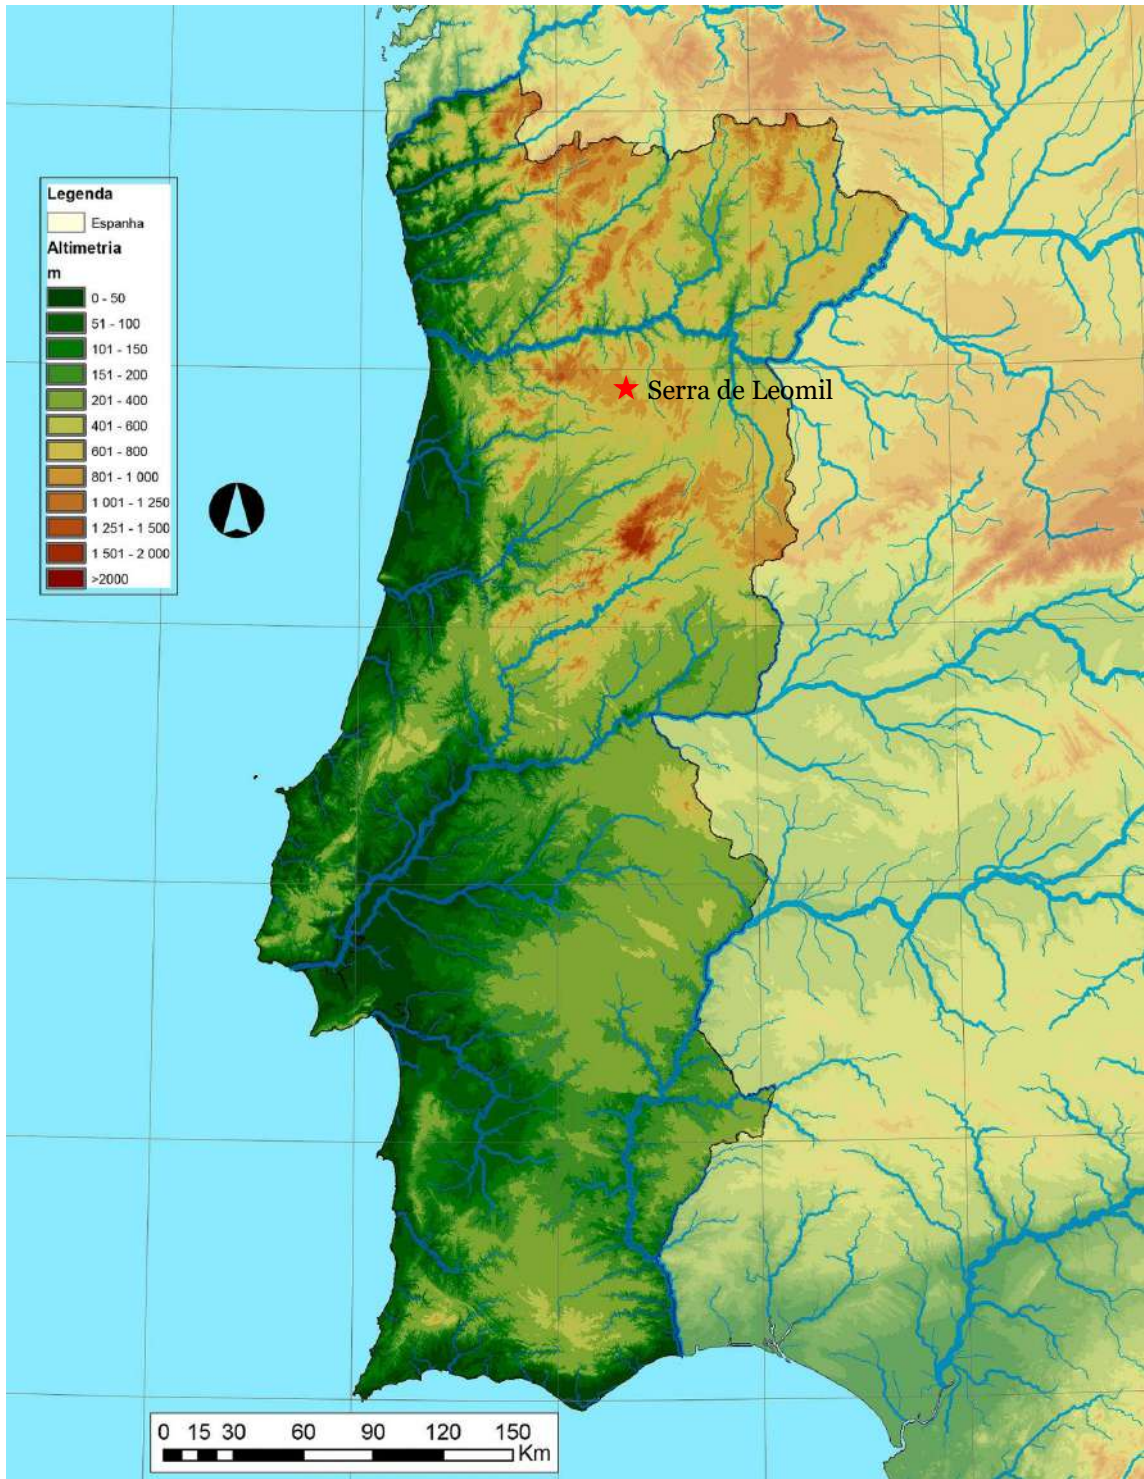 Legenda
Espanha
Altimetria
m
0 - 50
51 - 100
101 - 150
151 - 200
201 - 400
401 - 600
601 - 800
801 - 1 000
1 001 - 1 250
1 251 - 1 500
1 501 - 2 000
>2000
Serra de Leomil
0 15 30 60 90 120 150
Km